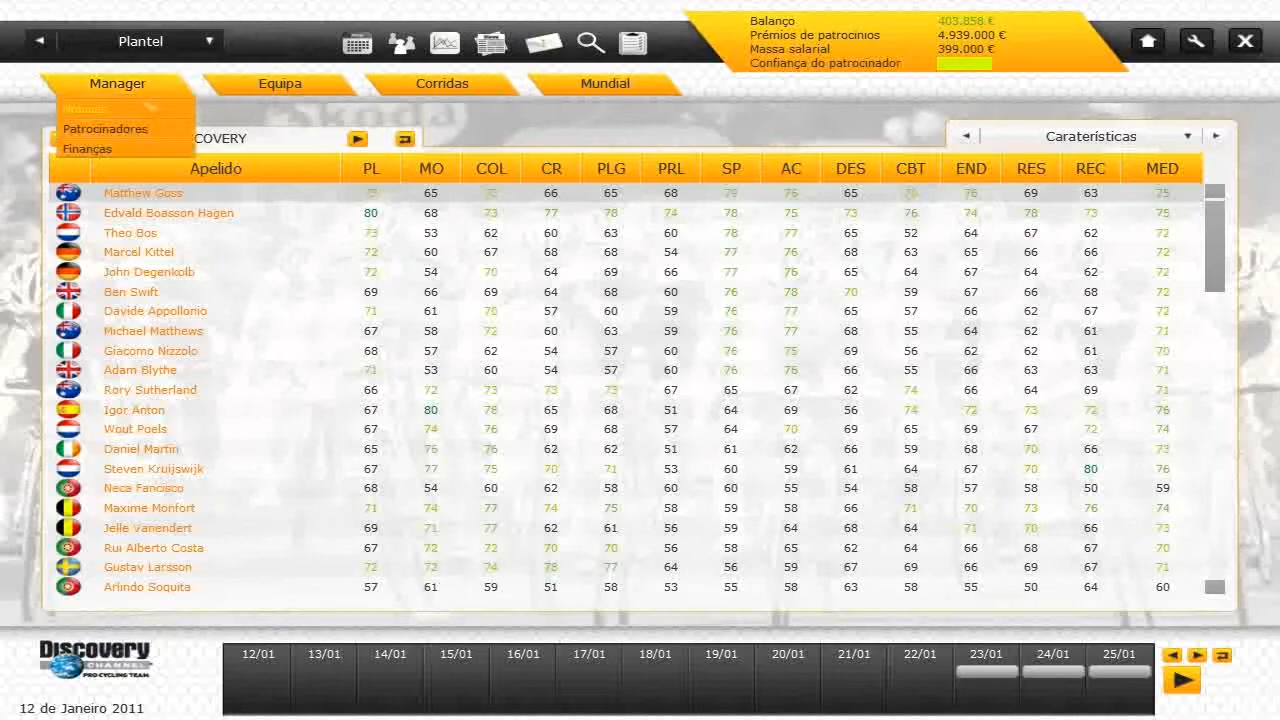 Plantel
Balanço 403.858 €
Prémios de patrocinios 4.939.000 €
Massa salarial 399.000 €
Confiança do patrocinador
Manager Equipa Corridas Mundial
Patrocinadores
Finanças
COVERY
Caraterísticas
Apelido PL MO COL CR PLG PRL SP AC DES CBT END RES REC MED
Matthew Goss 65 66 65 68 79 76 65 76 69 63 75
Edvald Boasson Hagen 80 68 73 77 78 74 78 75 73 76 74 78 73 75
Theo Bos 73 53 62 60 63 60 78 77 65 52 64 67 62 72
Marcel Kittel 72 60 67 68 68 54 77 76 68 63 65 66 66 72
John Degenkolb 72 54 70 64 69 66 77 76 65 64 67 64 62 72
Ben Swift 69 66 69 64 68 60 76 78 70 59 67 66 68 72
Davide Appollonio 71 61 70 57 60 59 76 77 65 57 66 62 67 72
Michael Matthews 67 58 72 60 63 59 76 77 68 55 64 62 61 71
Giacomo Nizzolo 68 57 62 54 57 60 76 75 69 56 62 62 61 70
Adam Blythe 71 53 60 54 57 60 76 76 66 55 66 63 63 71
Rory Sutherland 66 72 73 73 73 67 65 67 62 74 66 64 69 71
Igor Anton 67 80 78 65 68 51 64 69 56 74 72 73 72 76
Wout Poels 67 74 76 69 68 57 64 70 69 65 69 67 72 74
Daniel Martin 65 76 76 62 62 51 61 62 66 59 68 70 66 73
Steven Kruijswijk 67 77 75 70 71 53 60 59 61 64 67 70 80 76
Neca Fancisco 68 54 60 62 58 60 60 55 54 58 57 58 50 59
Maxime Monfort 71 74 77 74 75 58 59 58 66 71 70 73 76 74
Jelle Vanendert 69 71 77 62 61 56 59 64 68 64 71 70 66 73
Rui Alberto Costa 67 72 72 70 70 56 58 65 62 64 66 68 67 70
Gustav Larsson 72 72 74 78 77 64 56 59 67 69 66 69 67 71
Arlindo Soquita 57 61 59 51 58 53 55 58 63 58 55 50 64 60
Discovery
CHANNEL
PRO CYCLING TEAM
12/01 13/01 14/01 15/01 16/01 17/01 18/01 19/01 20/01 21/01 22/01 23/01 24/01 25/01
12 de Janeiro 2011